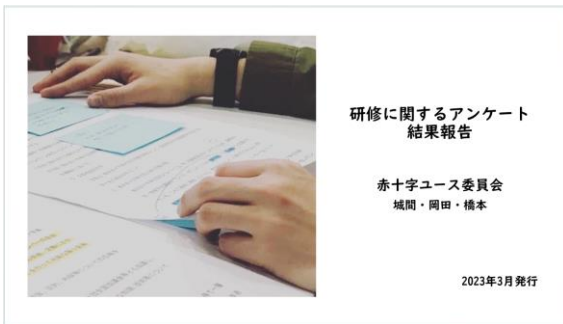 研修に関するアンケート
結果報告
赤十字ユース委員会
城間・岡田・橋本
2023年3月発行